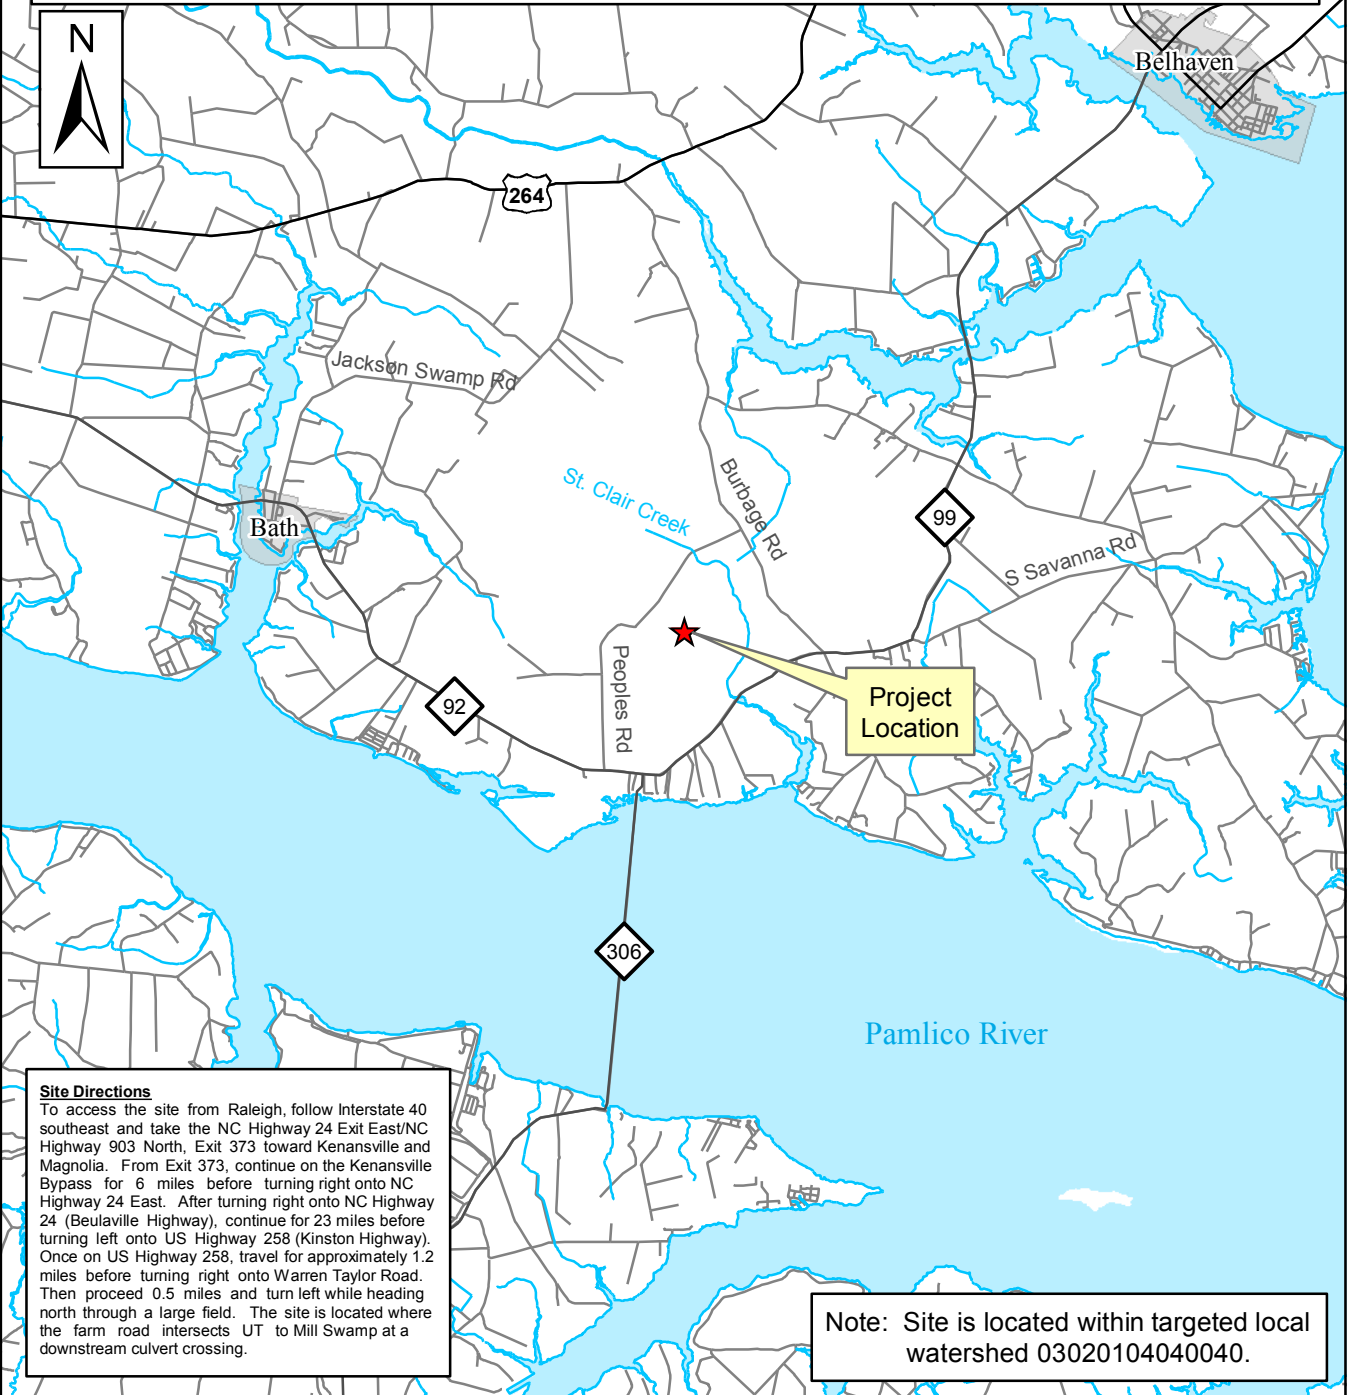 N
Belhaven
264
Jackson Swamp Rd
St. Clair Creek
Burbage Rd
99
Bath
S Savanna Rd
Peoples Rd
92
Project
Location
306
Pamlico River
Site Directions
To access the site from Raleigh, follow Interstate 40
southeast and take the NC Highway 24 Exit East/NC
Highway 903 North, Exit 373 toward Kenansville and
Magnolia. From Exit 373, continue on the Kenansville
Bypass for 6 miles before turning right onto NC
Highway 24 East. After turning right onto NC Highway
24 (Beulaville Highway), continue for 23 miles before
turning left onto US Highway 258 (Kinston Highway).
Once on US Highway 258, travel for approximately 1.2
miles before turning right onto Warren Taylor Road.
Then proceed 0.5 miles and turn left while heading
north through a large field. The site is located where
the farm road intersects UT to Mill Swamp at a
downstream culvert crossing.
Note: Site is located within targeted local
watershed 03020104040040.